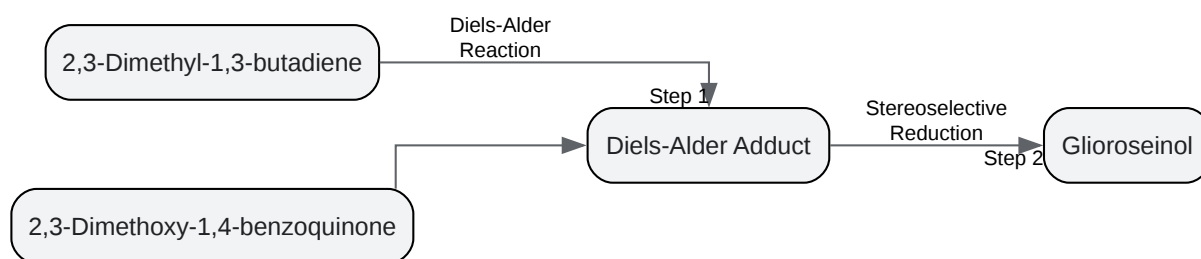 2,3-Dimethyl-1,3-butadiene
Diels-Alder
Reaction
Step 1
2,3-Dimethoxy-1,4-benzoquinone
Diels-Alder Adduct
Stereoselective
Reduction
Step 2
Glioroseinol